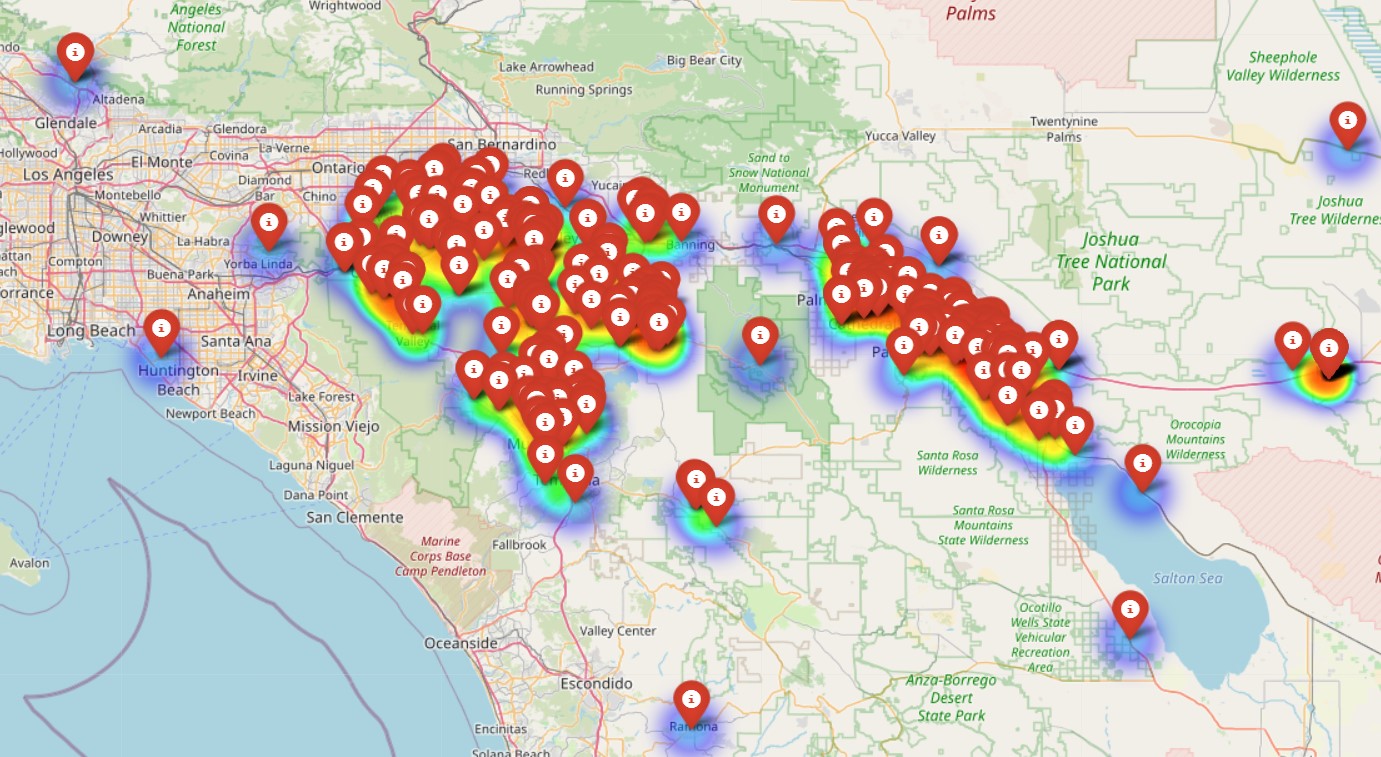 Wrightwood
Palms
Angeles
National
Forest
Lake Arrowhead
Big Bear City
Running Springs
Sheephole
Valley Wilderness
Altadena
Glendale
Arcadia
Glendora
La-Verne
San Bernardino
Yucca Valley
Twentynine
Palms
Hollywood
El-Monte
Covina
Ontario
Los Angeles
Diamond
Bar
Chino
Montebello
Sand to
Snow National
Monument
Joshua
Tree Wilderness
Whittier
Downey
La Habra
Compton
Yorba Linda
Buena Park
Anaheim
Banning
Joshua
Tree National
Park
Long Beach
Santa Ana
Valley
Huntington
Beach
Irvine
Newport Beach
Lake Forest
Mission Viejo
Laguna Niguel
Dana Point
San Clemente
Santa Rosa
Wilderness
Orocopia
Mountains
Wilderness
Santa Rosa
Mountains
State Wilderness
Marine
Corps Base
Camp Pendleton
Fallbrook
Avalon
Salton Sea
Ocotillo
Wells State
Vehicular
Recreation
Area
Valley Center
Oceanside
Escondido
Anza-Borrego
Desert
State Park
Ramona
Encinitas
Solana Beach